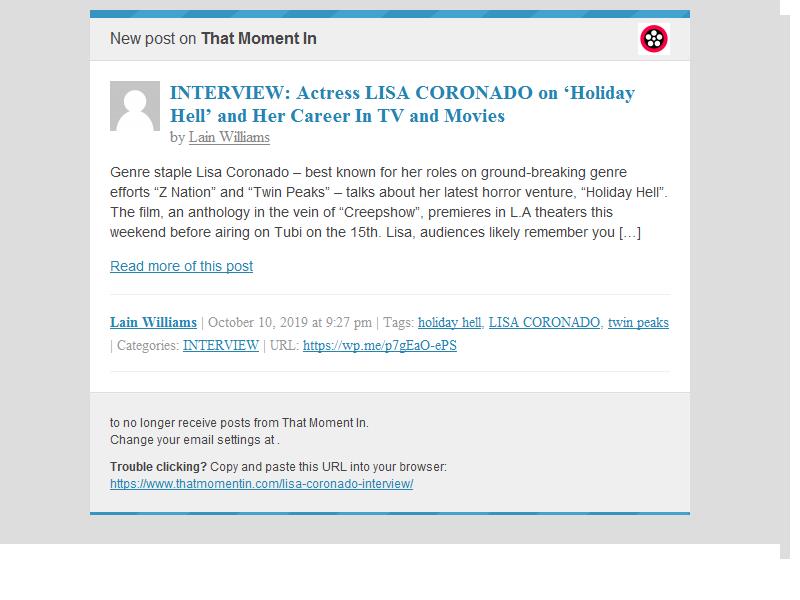 New post on That Moment In
INTERVIEW: Actress LISA CORONADO on ‘Holiday
Hell’ and Her Career In TV and Movies
by Lain Williams
Genre staple Lisa Coronado – best known for her roles on ground-breaking genre
efforts “Z Nation” and “Twin Peaks” – talks about her latest horror venture, “Holiday Hell”.
The film, an anthology in the vein of “Creepshow”, premieres in L.A theaters this
weekend before airing on Tubi on the 15th. Lisa, audiences likely remember you […]
Read more of this post
Lain Williams | October 10, 2019 at 9:27 pm | Tags: holiday hell, LISA CORONADO, twin peaks
| Categories: INTERVIEW | URL: https://wp.me/p7gEaO-ePS
to no longer receive posts from That Moment In.
Change your email settings at .
Trouble clicking? Copy and paste this URL into your browser:
https://www.thatmomentin.com/lisa-coronado-interview/